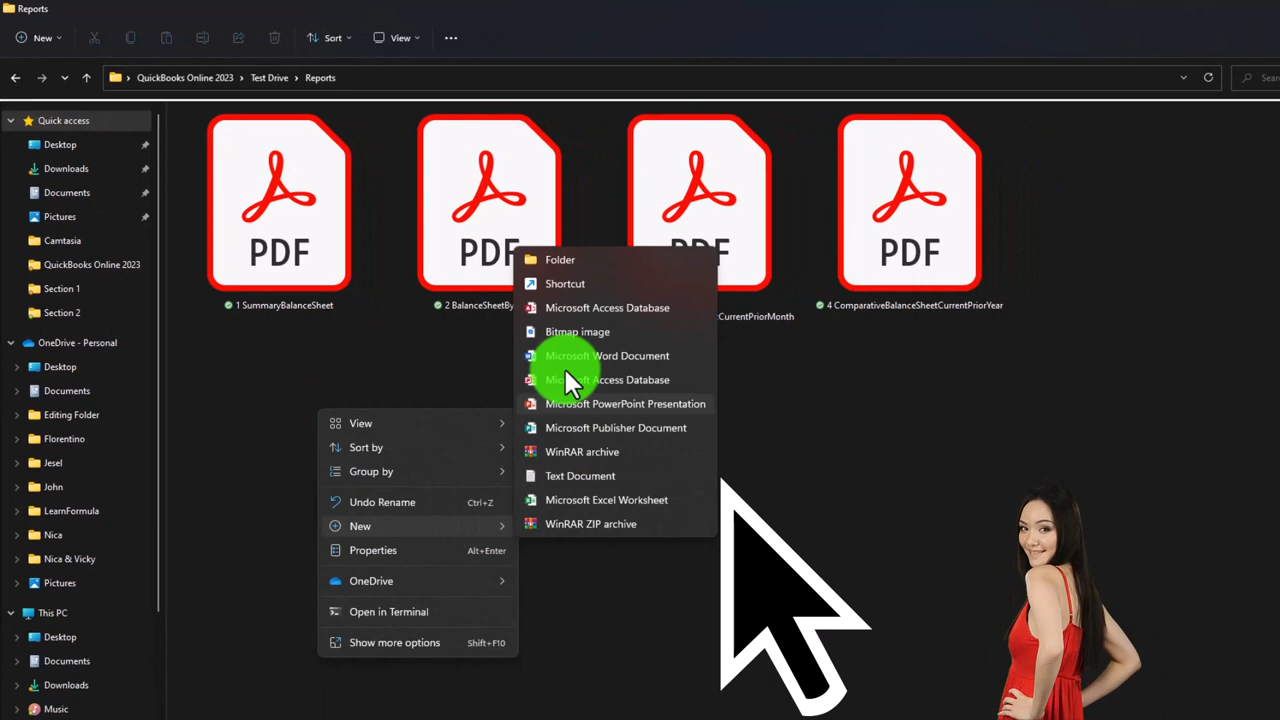 Reports
New
Sort
View
QuickBooks Online 2023 > Test Drive > Reports
Sear
Quick access
Desktop
Downloads
Documents
Pictures
Camtasia
QuickBooks Online 2023
Section 1
Section 2
OneDrive - Personal
Desktop
Documents
Editing Folder
Florentino
Jesel
John
LearnFormula
Nica
Nica & Vicky
Pictures
This PC
Desktop
Documents
Downloads
Music
PDF
PDF
PDF
PDF
1 SummaryBalanceSheet
2 BalanceSheetBy
CurrentPriorMonth
4 ComparativeBalanceSheetCurrentPriorYear
View
Sort by
Group by
Undo Rename Ctrl+Z
New
Properties Alt+Enter
OneDrive
Open in Terminal
Show more options Shift+F10
Folder
Shortcut
Microsoft Access Database
Bitmap image
Microsoft Word Document
Microsoft Access Database
Microsoft PowerPoint Presentation
Microsoft Publisher Document
WinRAR archive
Text Document
Microsoft Excel Worksheet
WinRAR ZIP archive